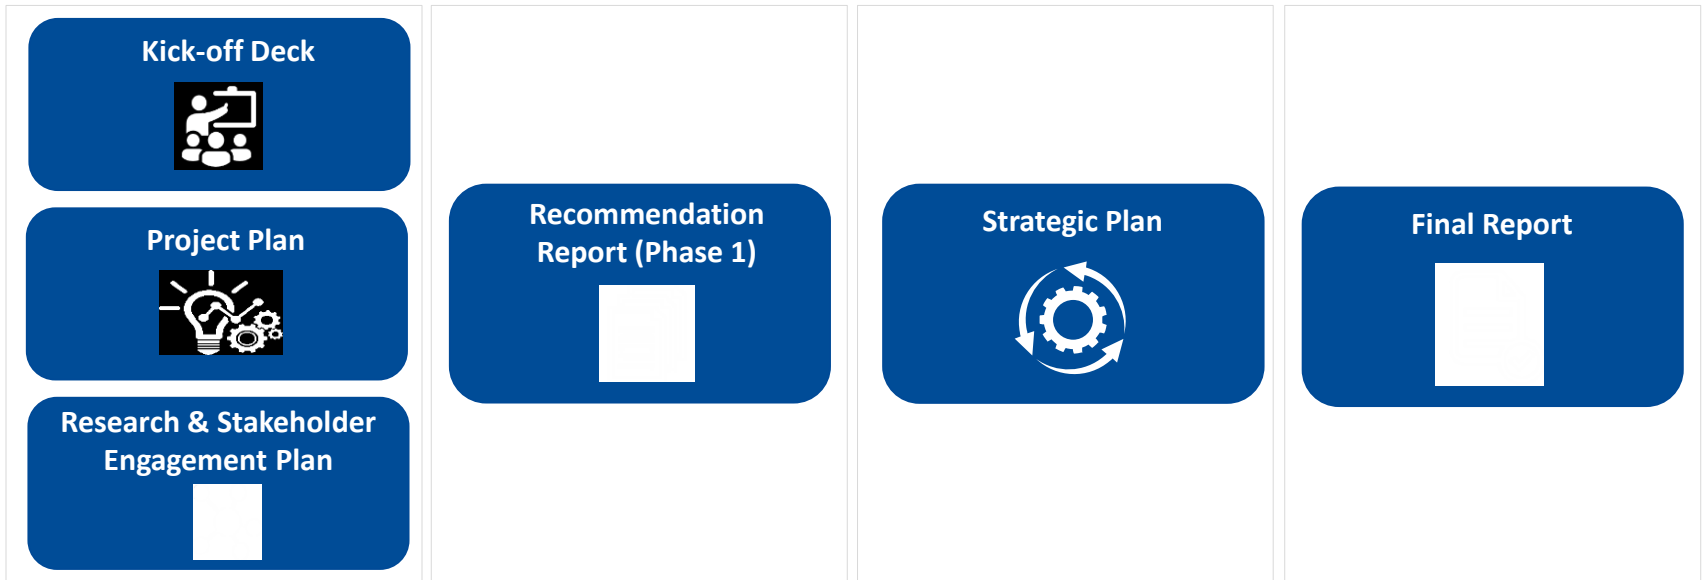 Kick-off Deck
Project Plan
Research & Stakeholder
Engagement Plan
Recommendation
Report (Phase 1)
Strategic Plan
Final Report